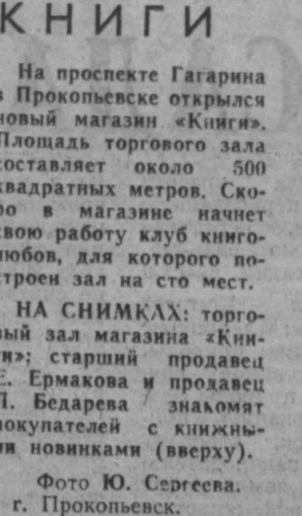 КНИГИ
На проспекте Гагарина
в Прокопьевске открылся
новый магазин «Книги».
Площадь торгового зала
составляет около 500
квадратных метров. Ско-
ро в магазине начнет
свою работу клуб книго-
любов, для которого по-
строен зал на сто мест.
НА СНИМКАХ: торго-
вый зал магазина «Кни-
ги»; старший продавец
Е. Ермакова и продавец
Л. Бедарева знакомят
покупателей с книжны-
ми новинками (вверху).
Фото Ю. Сергеева.
г. Прокопьевск.